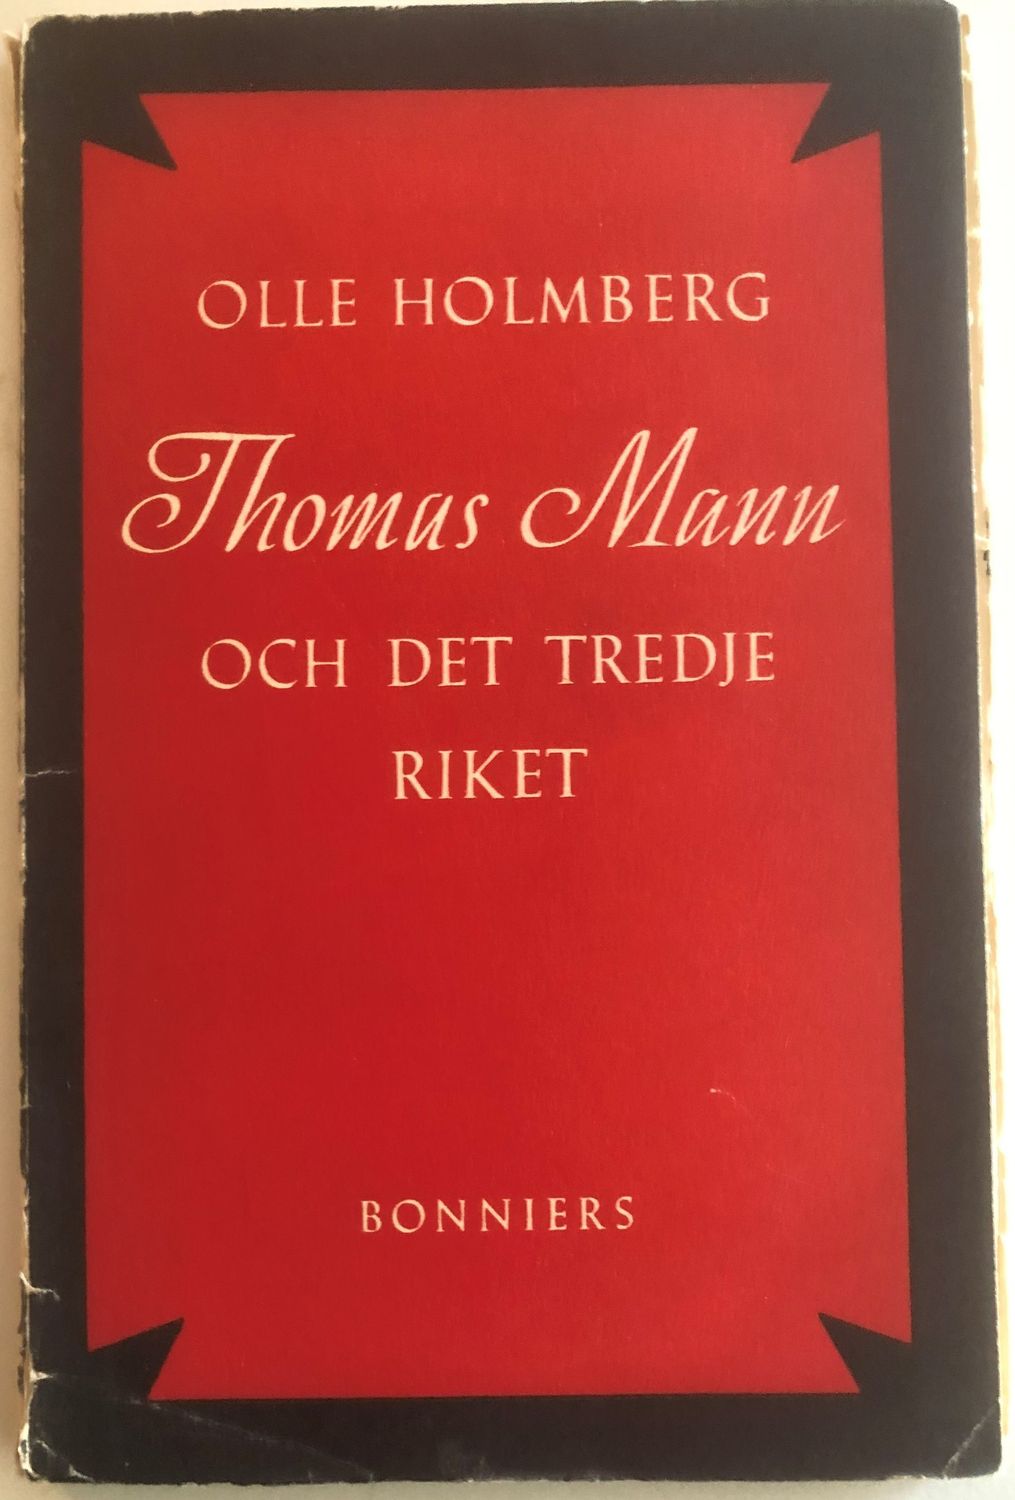 OLLE HOLMBERG
Thomas Mann
OCH DET TREDJE
RIKET
BONNIERS